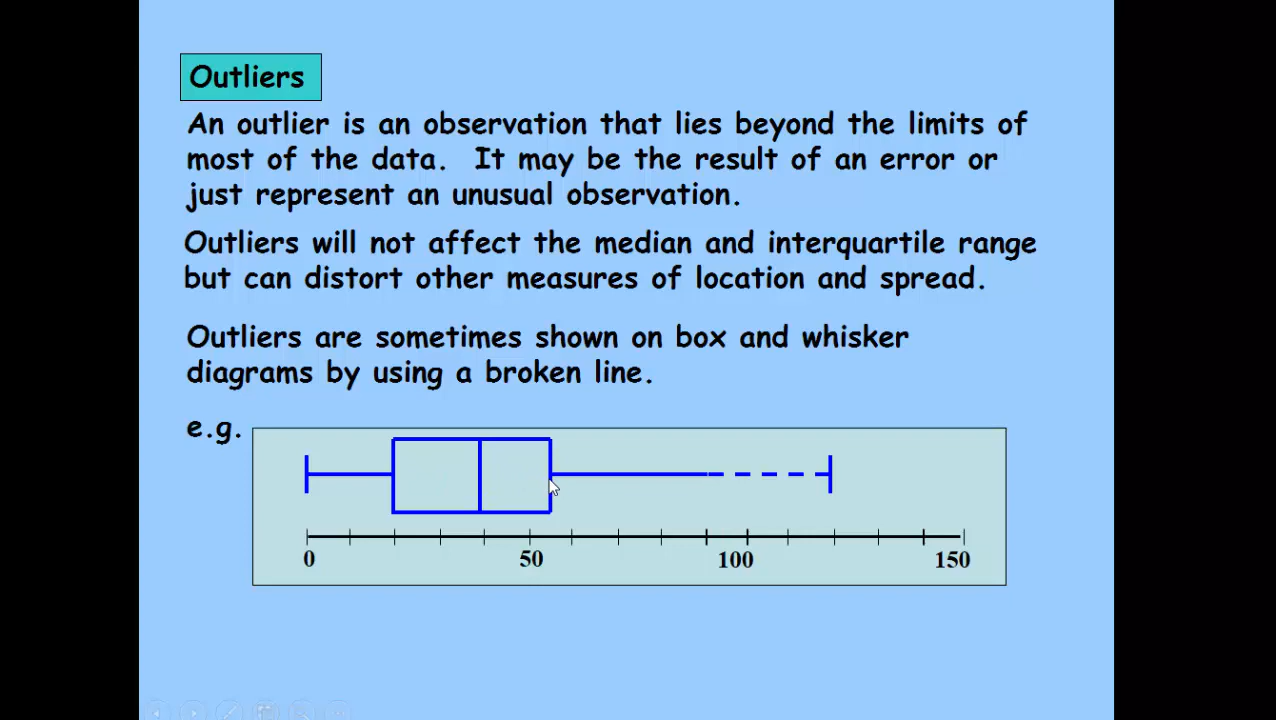 Outliers
An outlier is an observation that lies beyond the limits of
most of the data. It may be the result of an error or
just represent an unusual observation.
Outliers will not affect the median and interquartile range
but can distort other measures of location and spread.
Outliers are sometimes shown on box and whisker
diagrams by using a broken line.
e.g.
0 50 100 150